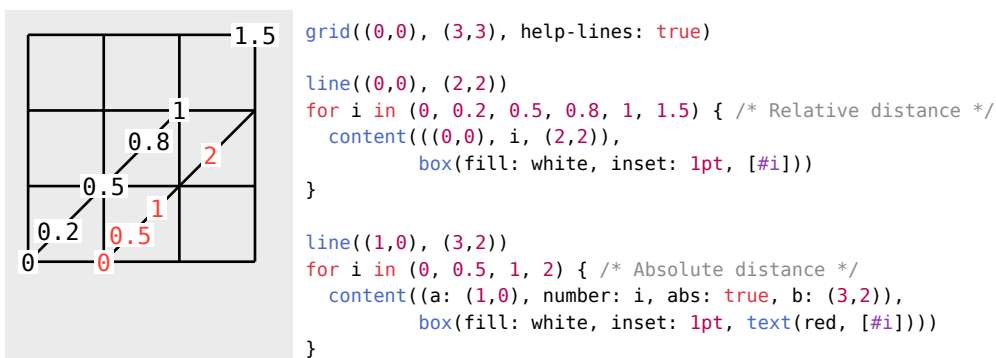 1.5
1
0.8
2
0.5
1
0.2
0.5
0
0
grid((0,0), (3,3), help-lines: true)
line((0,0), (2,2))
for i in (0, 0.2, 0.5, 0.8, 1, 1.5) { /* Relative distance */
content(((0,0), i, (2,2)),
box(fill: white, inset: 1pt, [#i]))
}
line((1,0), (3,2))
for i in (0, 0.5, 1, 2) { /* Absolute distance */
content((a: (1,0), number: i, abs: true, b: (3,2)),
box(fill: white, inset: 1pt, text(red, [#i])))
}